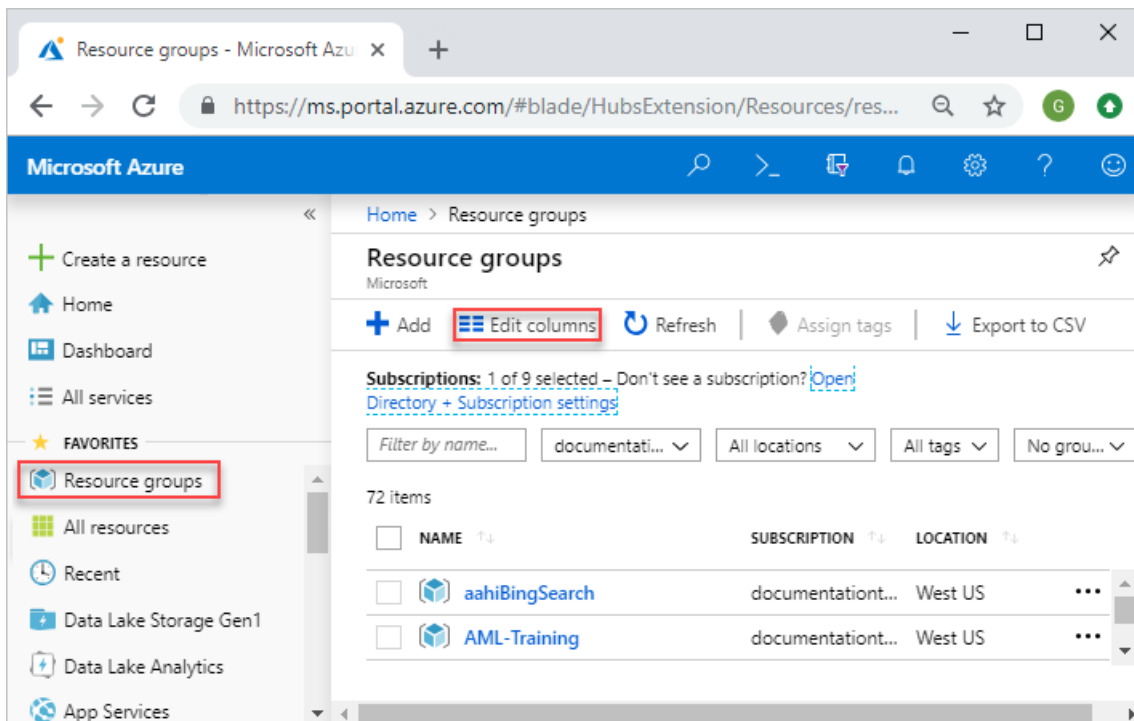 Resource groups - Microsoft Azu
https://ms.portal.azure.com/#blade/HubsExtension/Resources/res...
G
Microsoft Azure
Home > Resource groups
Create a resource
Home
Dashboard
All services
FAVORITES
Resource groups
All resources
Recent
Data Lake Storage Gen1
Data Lake Analytics
App Services
Resource groups
Microsoft
Add Edit columns Refresh Assign tags Export to CSV
Subscriptions: 1 of 9 selected – Don't see a subscription? Open
Directory + Subscription settings
Filter by name... documentati... All locations All tags No grou...
72 items
NAME SUBSCRIPTION LOCATION
aahiBingSearch documentationt... West US ...
AML-Training documentationt... West US ...